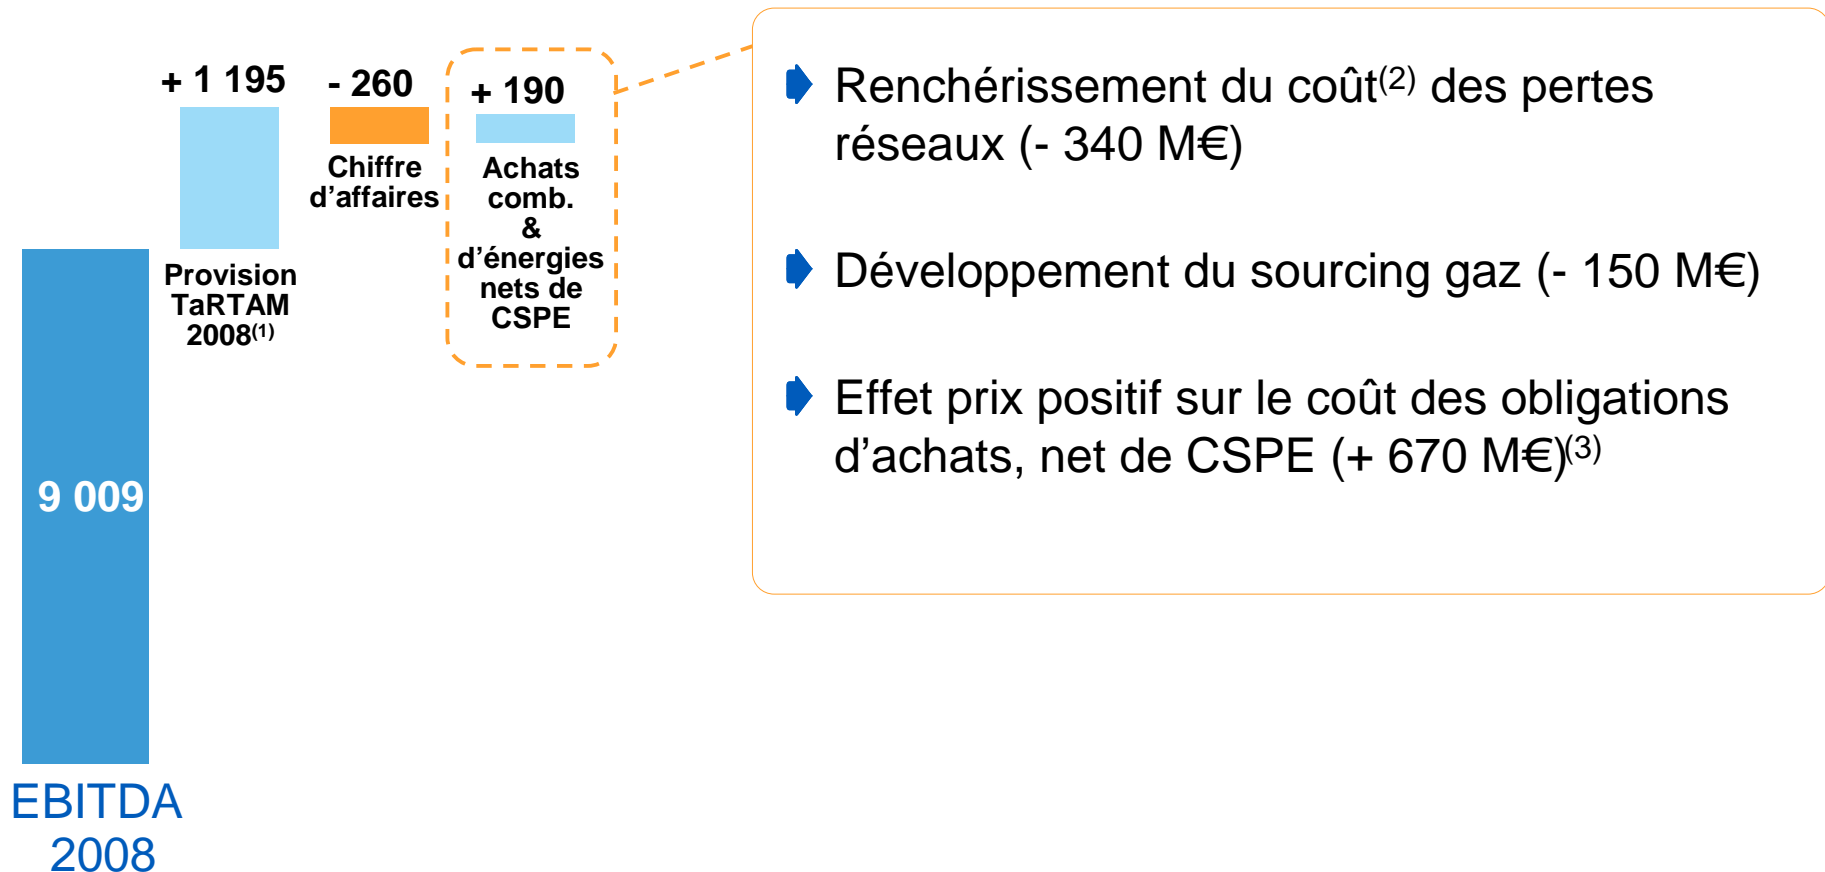 + 1 195
- 260
+ 190
Chiffre
d’affaires
Achats
comb.
&
d’énergies
nets de
CSPE
Provision
TaRTAM
2008(1)
9 009
EBITDA
2008
Renchérissement du coût(2) des pertes
réseaux (- 340 M€)
Développement du sourcing gaz (- 150 M€)
Effet prix positif sur le coût des obligations
d’achats, net de CSPE (+ 670 M€)(3)